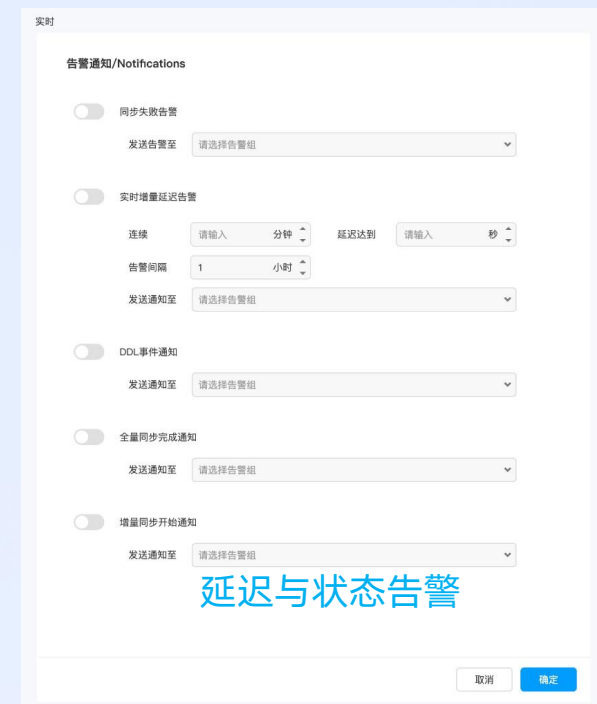 实时
告警通知/Notifications
同步失败告警
发送告警至 请选择告警组
实时增量延迟告警
连续 请输入 分钟 延迟达到 请输入 秒
告警间隔 1 小时
发送通知至 请选择告警组
DDL事件通知
发送通知至 请选择告警组
全量同步完成通知
发送通知至 请选择告警组
增量同步开始通知
发送通知至 请选择告警组
延迟与状态告警
取消 确定